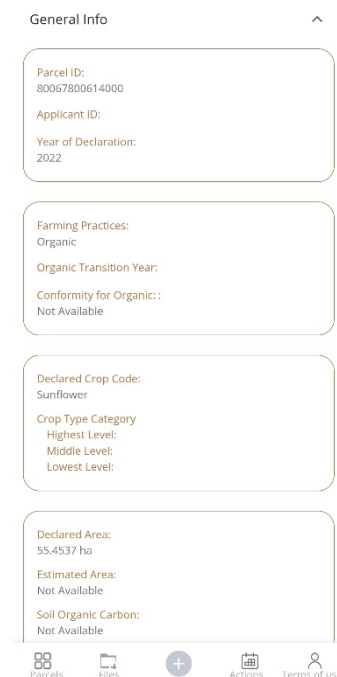 General Info
Parcel ID:
80067800614000
Applicant ID:
Year of Declaration:
2022
Farming Practices:
Organic
Organic Transition Year:
Conformity for Organic: :
Not Available
Declared Crop Code:
Sunflower
Crop Type Category
Highest Level:
Middle Level:
Lowest Level:
Declared Area:
55.4537 ha
Estimated Area:
Not Available
Soil Organic Carbon:
Not Available
Parcels
Files
Actions
Terms of us